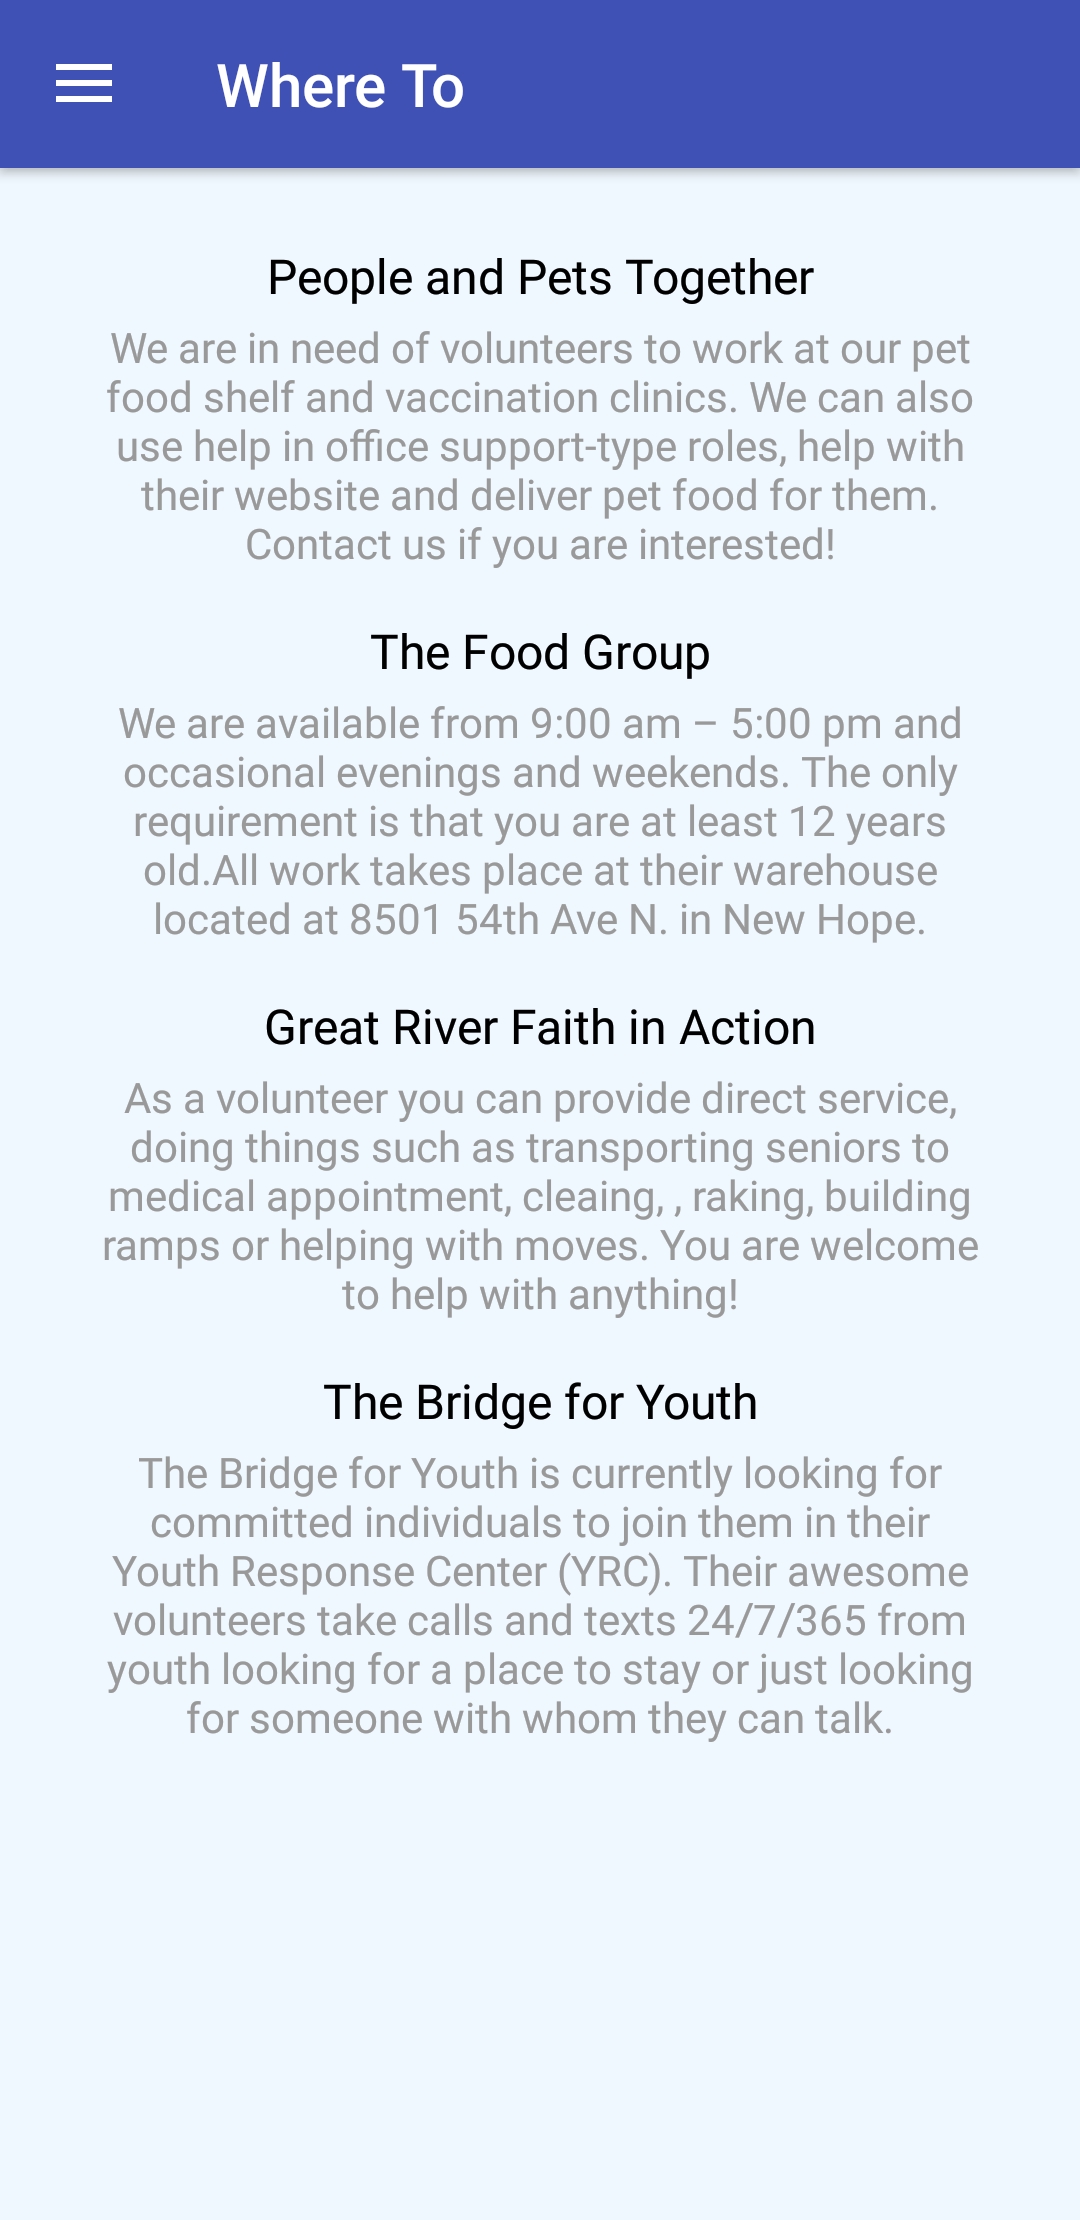 Where To
People and Pets Together
We are in need of volunteers to work at our pet
food shelf and vaccination clinics. We can also
use help in office support-type roles, help with
their website and deliver pet food for them.
Contact us if you are interested!
The Food Group
We are available from 9:00 am – 5:00 pm and
occasional evenings and weekends. The only
requirement is that you are at least 12 years
old.All work takes place at their warehouse
located at 8501 54th Ave N. in New Hope.
Great River Faith in Action
As a volunteer you can provide direct service,
doing things such as transporting seniors to
medical appointment, cleaing, , raking, building
ramps or helping with moves. You are welcome
to help with anything!
The Bridge for Youth
The Bridge for Youth is currently looking for
committed individuals to join them in their
Youth Response Center (YRC). Their awesome
volunteers take calls and texts 24/7/365 from
youth looking for a place to stay or just looking
for someone with whom they can talk.